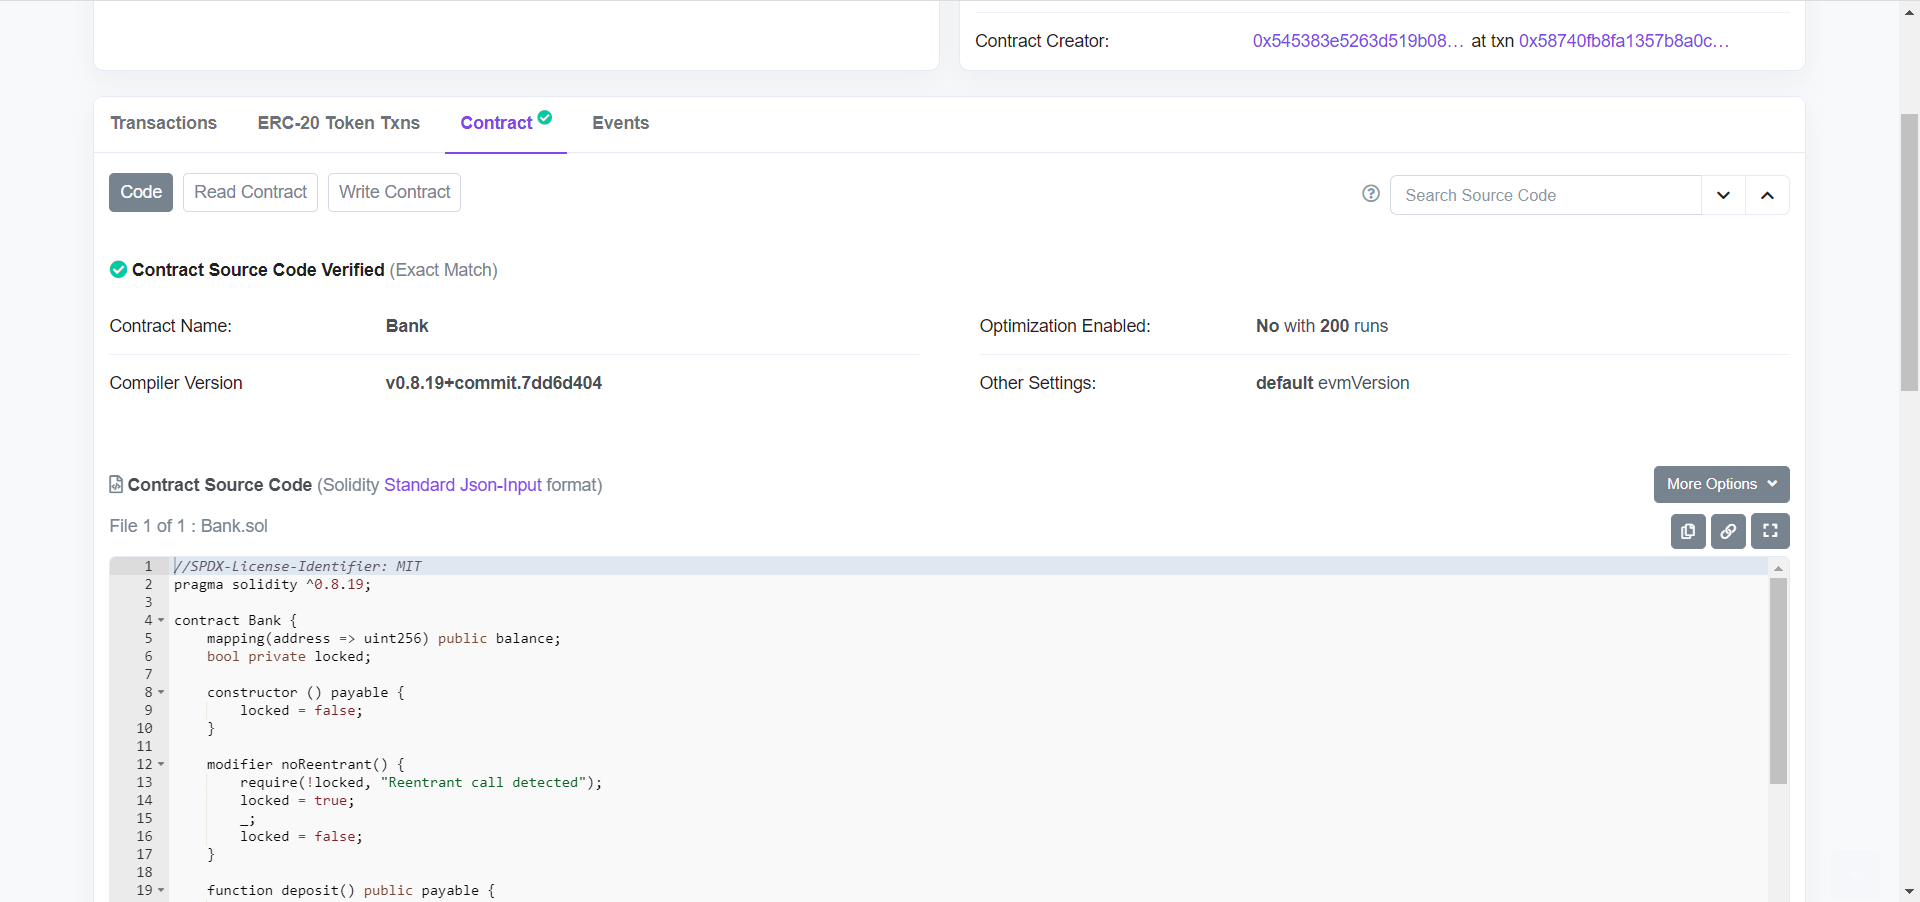 Contract Creator: 0x545383e5263d519b08... at txn 0x58740fb8fa1357b8a0c...
Transactions ERC-20 Token Txns Contract Events
Code Read Contract Write Contract Search Source Code
Contract Source Code Verified (Exact Match)
Contract Name: Bank Optimization Enabled: No with 200 runs
Compiler Version v0.8.19+commit.7dd6d404 Other Settings: default evmVersion
Contract Source Code (Solidity Standard Json-Input format) More Options
File 1 of 1 : Bank.sol
1 //SPDX-License-Identifier: MIT
2 pragma solidity ^0.8.19;
3
4 contract Bank {
5 mapping(address => uint256) public balance;
6 bool private locked;
7
8 constructor () payable {
9 locked = false;
10 }
11
12 modifier noReentrant() {
13 require(!locked, "Reentrant call detected");
14 locked = true;
15 _;
16 locked = false;
17 }
18
19 function deposit() public payable {